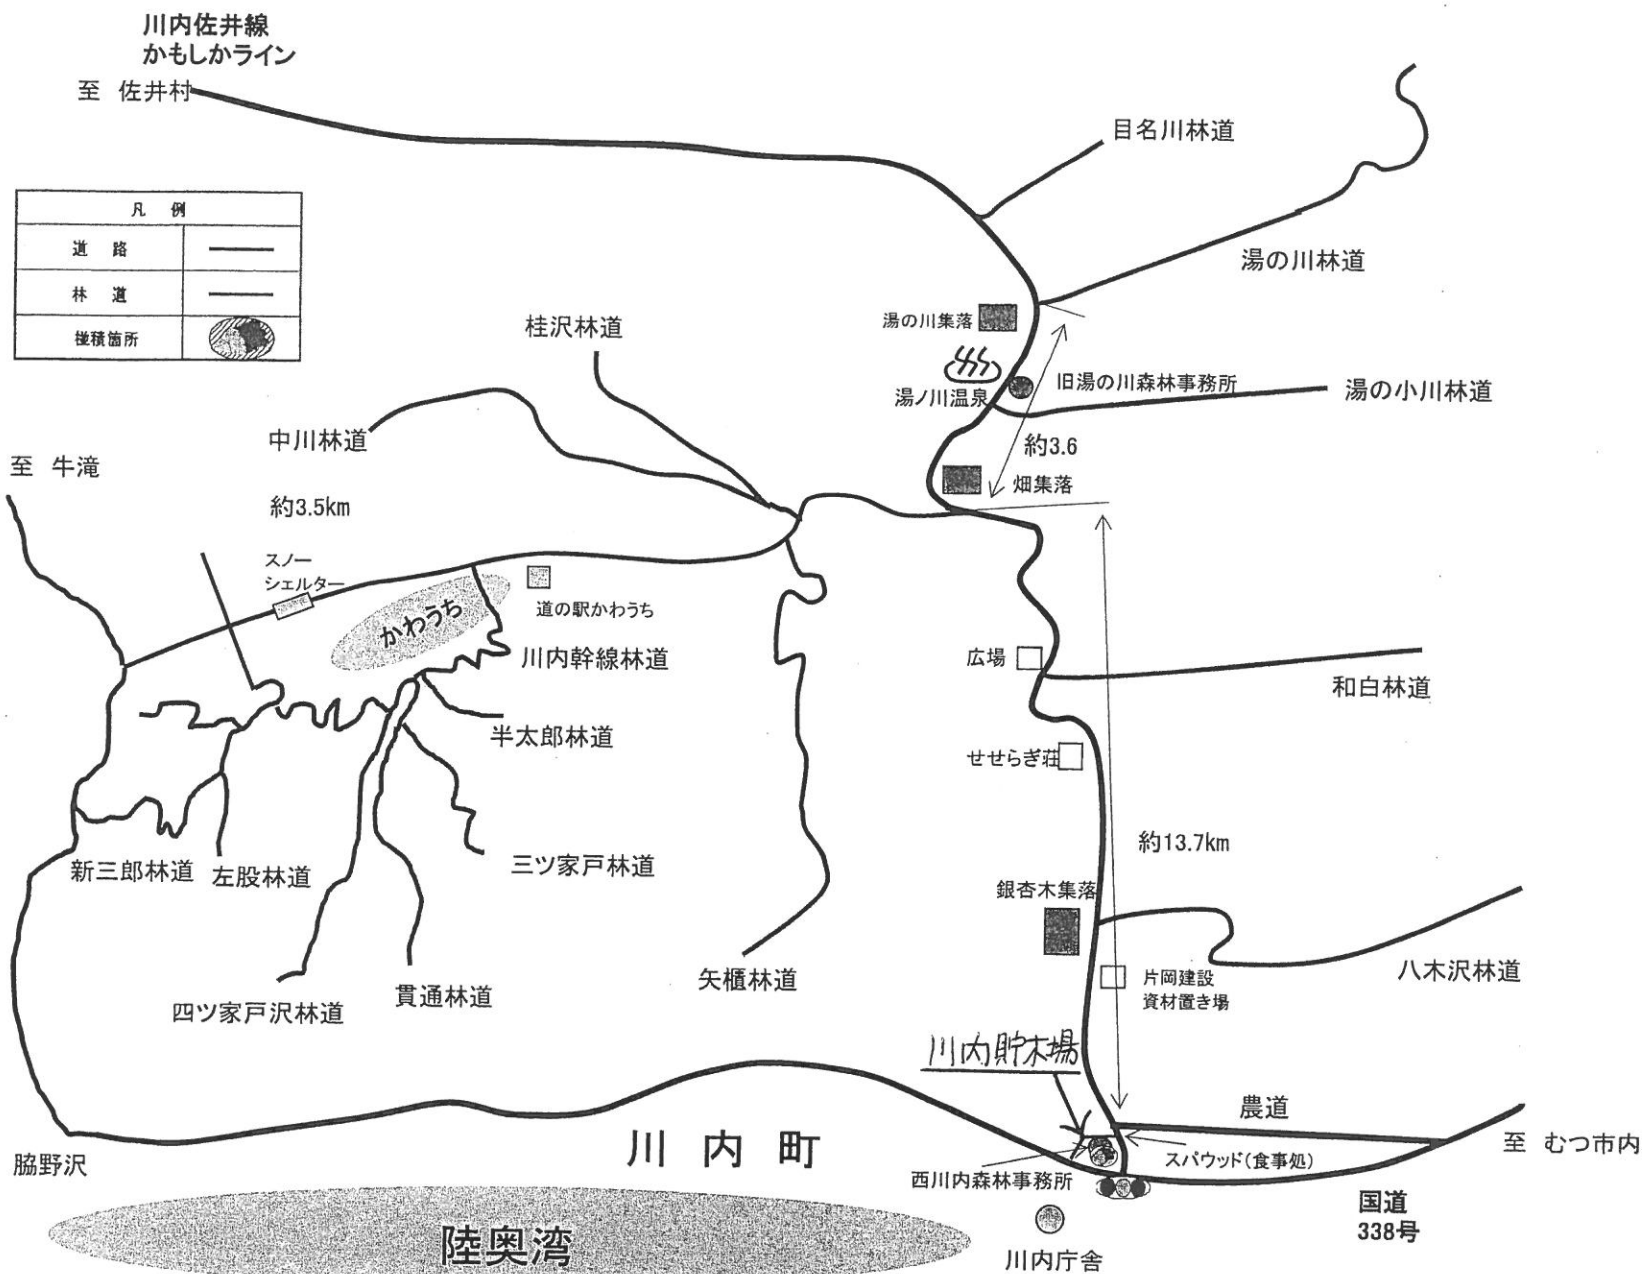 川内佐井線
かもしかライン
至 佐井村
目名川林道
凡 例
道 路
林 道
椪積箇所
湯の川林道
湯の川集落
桂沢林道
旧湯の川森林事務所
湯ノ川温泉
湯の小川林道
中川林道
約3.6
至 牛滝
畑集落
約3.5km
スノー
シェルター
かわうち
道の駅かわうち
川内幹線林道
広場
和白林道
半太郎林道
せせらぎ荘
約13.7km
三ツ家戸林道
新三郎林道
左股林道
銀杏木集落
矢櫃林道
八木沢林道
片岡建設
資材置き場
貫通林道
四ツ家戸沢林道
川内貯木場
農道
川 内 町
至 むつ市内
脇野沢
スパウッド(食事処)
西川内森林事務所
国道
338号
陸奥湾
川内庁舎